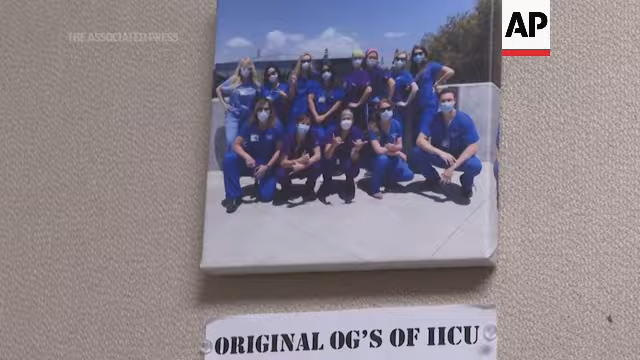 THE ASSOCIATED PRESS
AP
ORIGINAL OG'S OF IICU